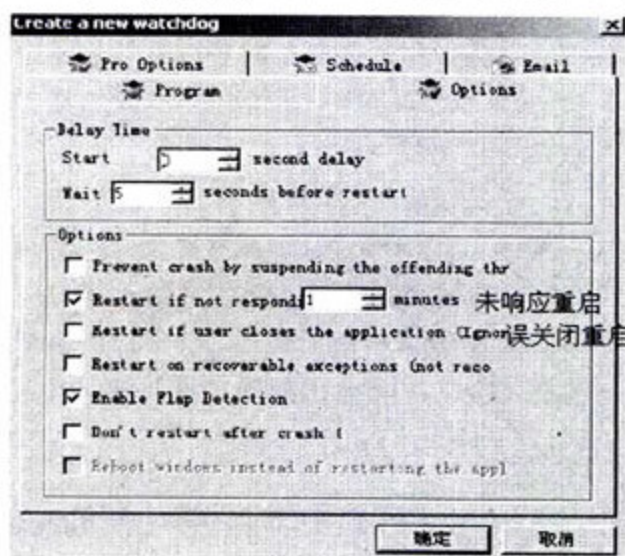 Create a new watchdog
Pro Options Schedule Email
Program Options
Delay Time
Start second delay
Wait 5 seconds before restart
Options
Prevent crash by suspending the offending thr
Restart if not respondi 1 minutes 未响应重启
Restart if user closes the application (Ignor 误关闭重启
Restart on recoverable exceptions (not reco
Enable Flap Detection
Don't restart after crash (
Reboot windows instead of restarting the appl
确定 取消